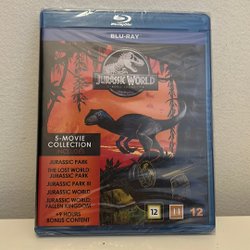 BLU-RAY
JURASSIC WORLD
5-MOVIE
COLLECTION
JURASSIC PARK
THE LOST WORLD:
JURASSIC PARK
JURASSIC PARK III
JURASSIC WORLD
JURASSIC WORLD:
FALLEN KINGDOM
+9 HOURS
BONUS CONTENT
12
11
12